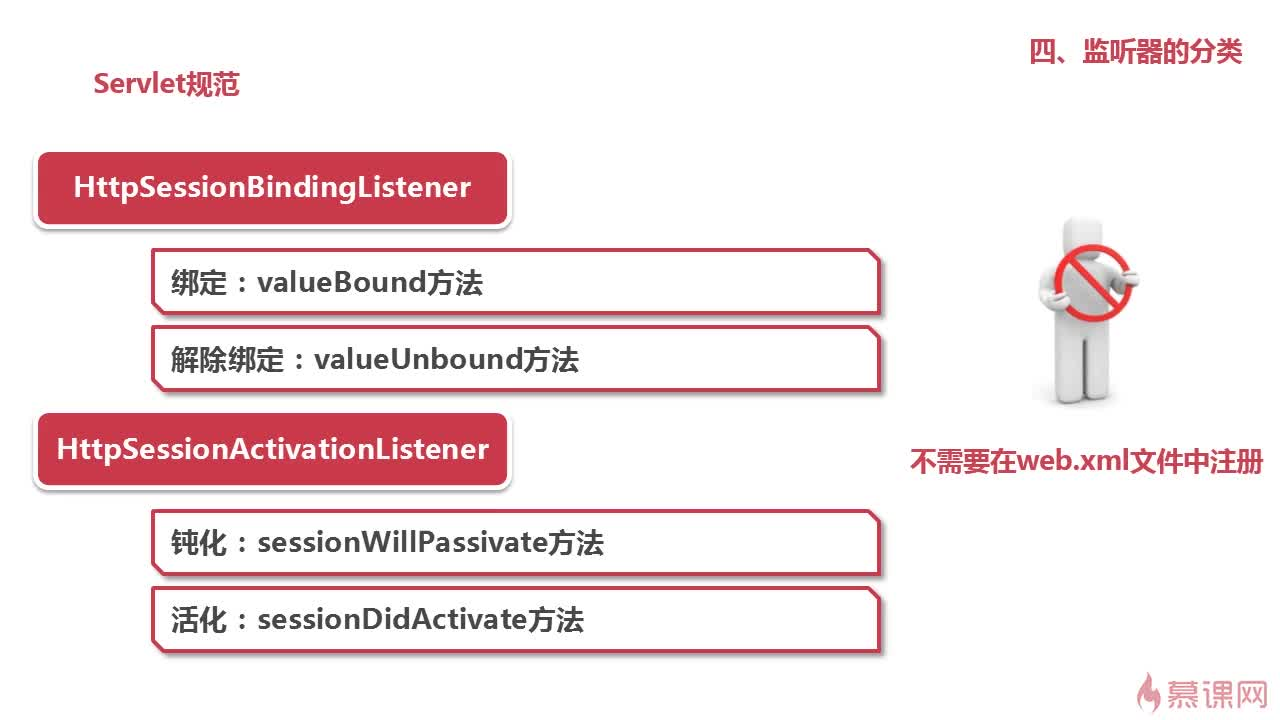 四、监听器的分类
Servlet规范
HttpSessionBindingListener
绑定：valueBound方法
解除绑定：valueUnbound方法
HttpSessionActivationListener
不需要在web.xml文件中注册
钝化：sessionWillPassivate方法
活化：sessionDidActivate方法
慕课网